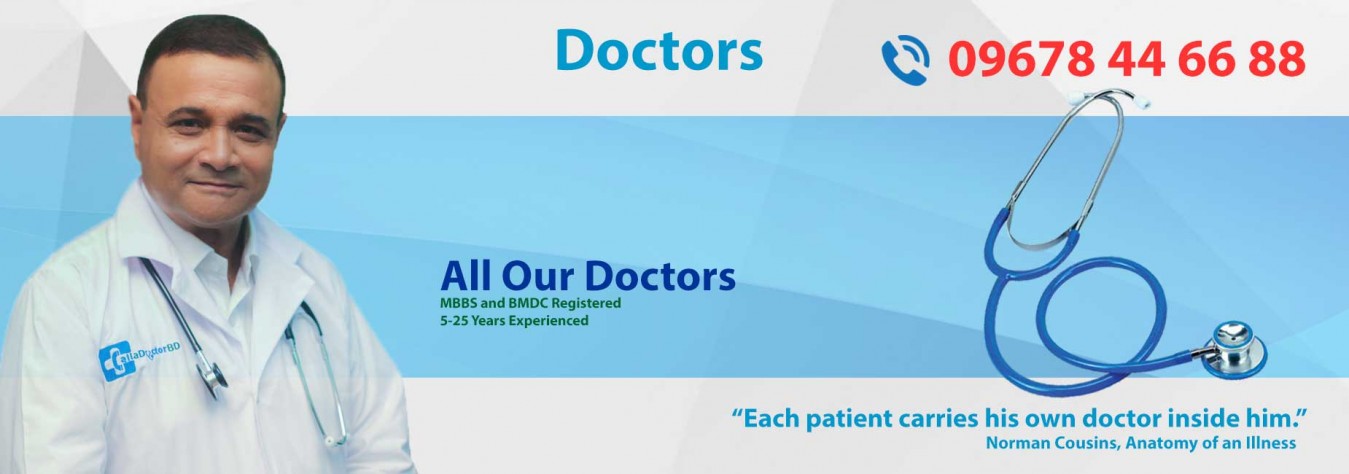 Doctors
09678 44 66 88
All Our Doctors
MBBS and BMDC Registered
5-25 Years Experienced
CallaDoctorBD
“Each patient carries his own doctor inside him.”
Norman Cousins, Anatomy of an Illness